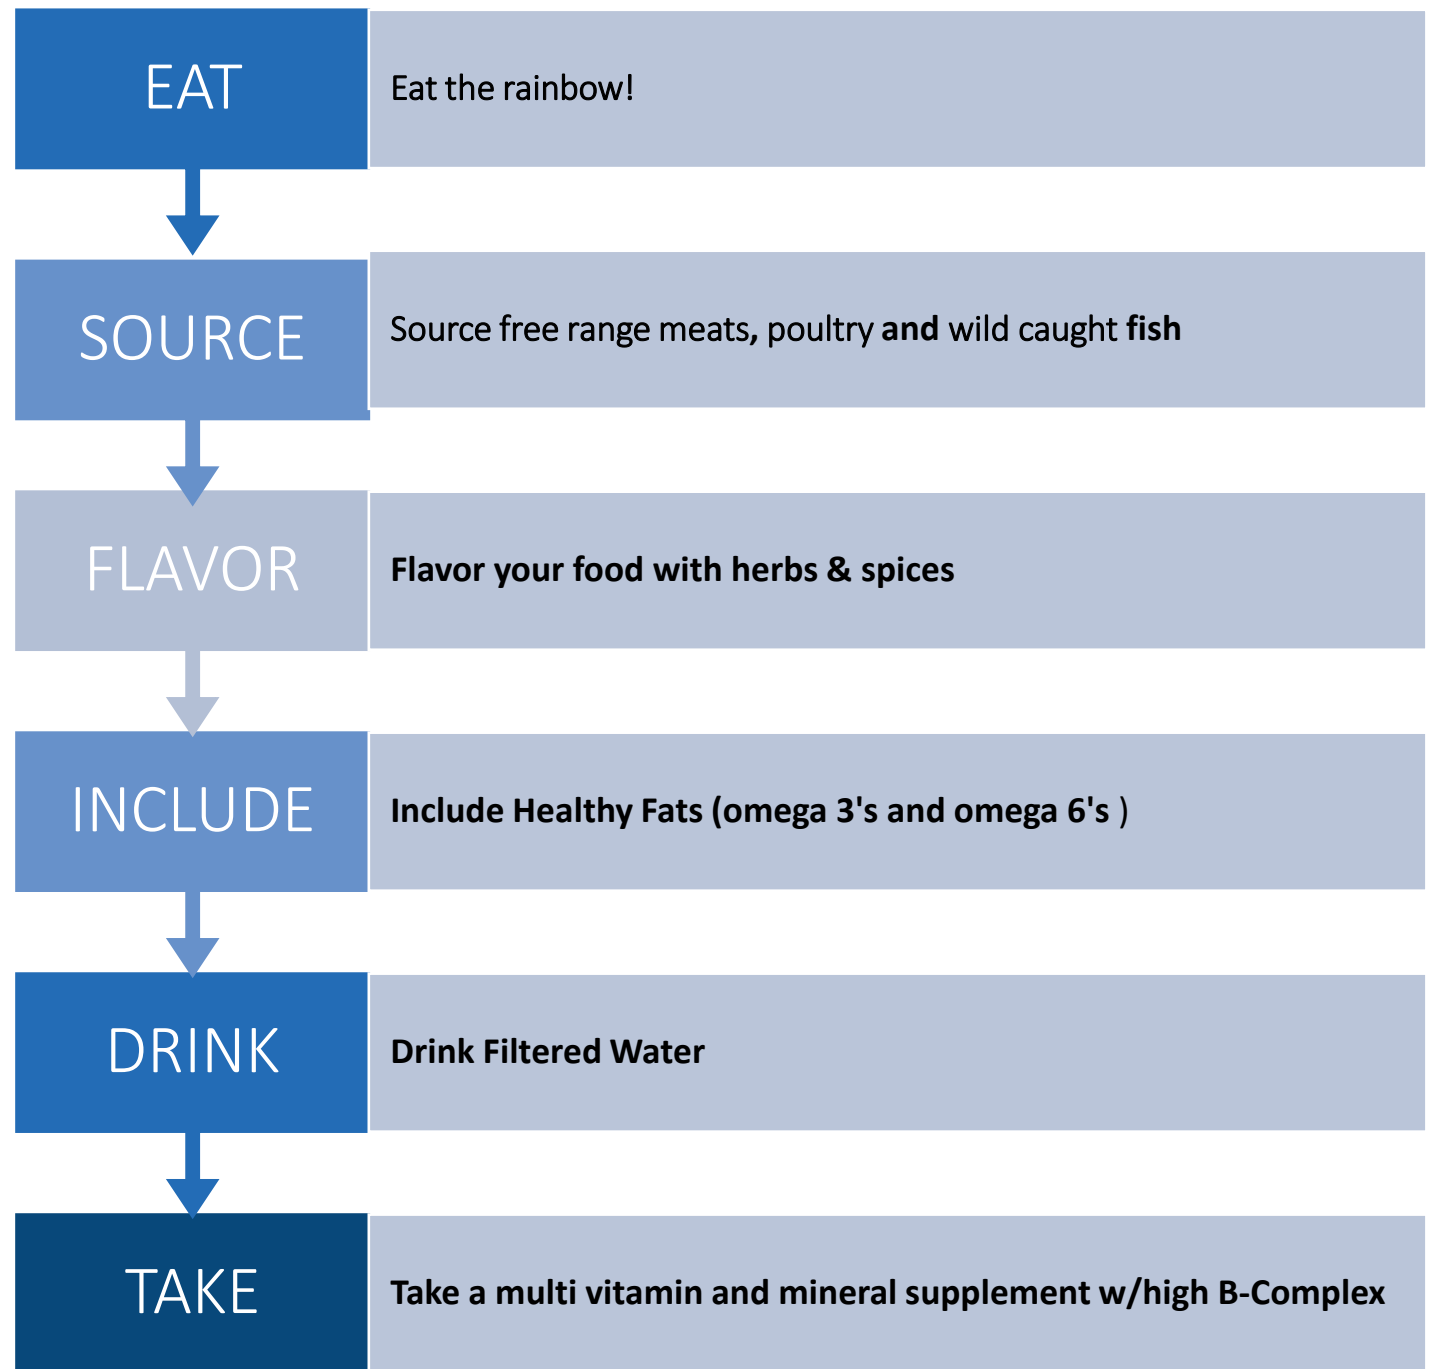 EAT
Eat the rainbow!
SOURCE
Source free range meats, poultry and wild caught fish
FLAVOR
Flavor your food with herbs & spices
INCLUDE
Include Healthy Fats (omega 3's and omega 6's )
DRINK
Drink Filtered Water
TAKE
Take a multi vitamin and mineral supplement w/high B-Complex